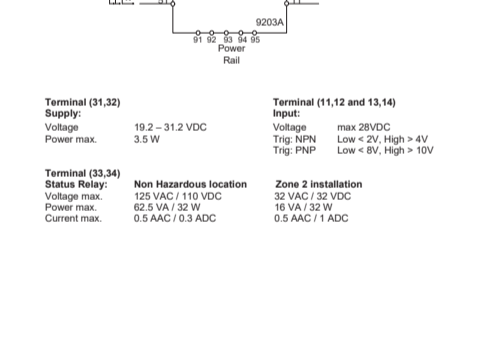 9203A
91 92 93 94 95
Power
Rail
Terminal (31,32)
Supply:
Voltage 19.2 – 31.2 VDC
Power max. 3.5 W
Terminal (11,12 and 13,14)
Input:
Voltage max 28VDC
Trig: NPN Low < 2V, High > 4V
Trig: PNP Low < 8V, High > 10V
Terminal (33,34)
Status Relay: Non Hazardous location Zone 2 installation
Voltage max. 125 VAC / 110 VDC 32 VAC / 32 VDC
Power max. 62.5 VA / 32 W 16 VA / 32 W
Current max. 0.5 AAC / 0.3 ADC 0.5 AAC / 1 ADC